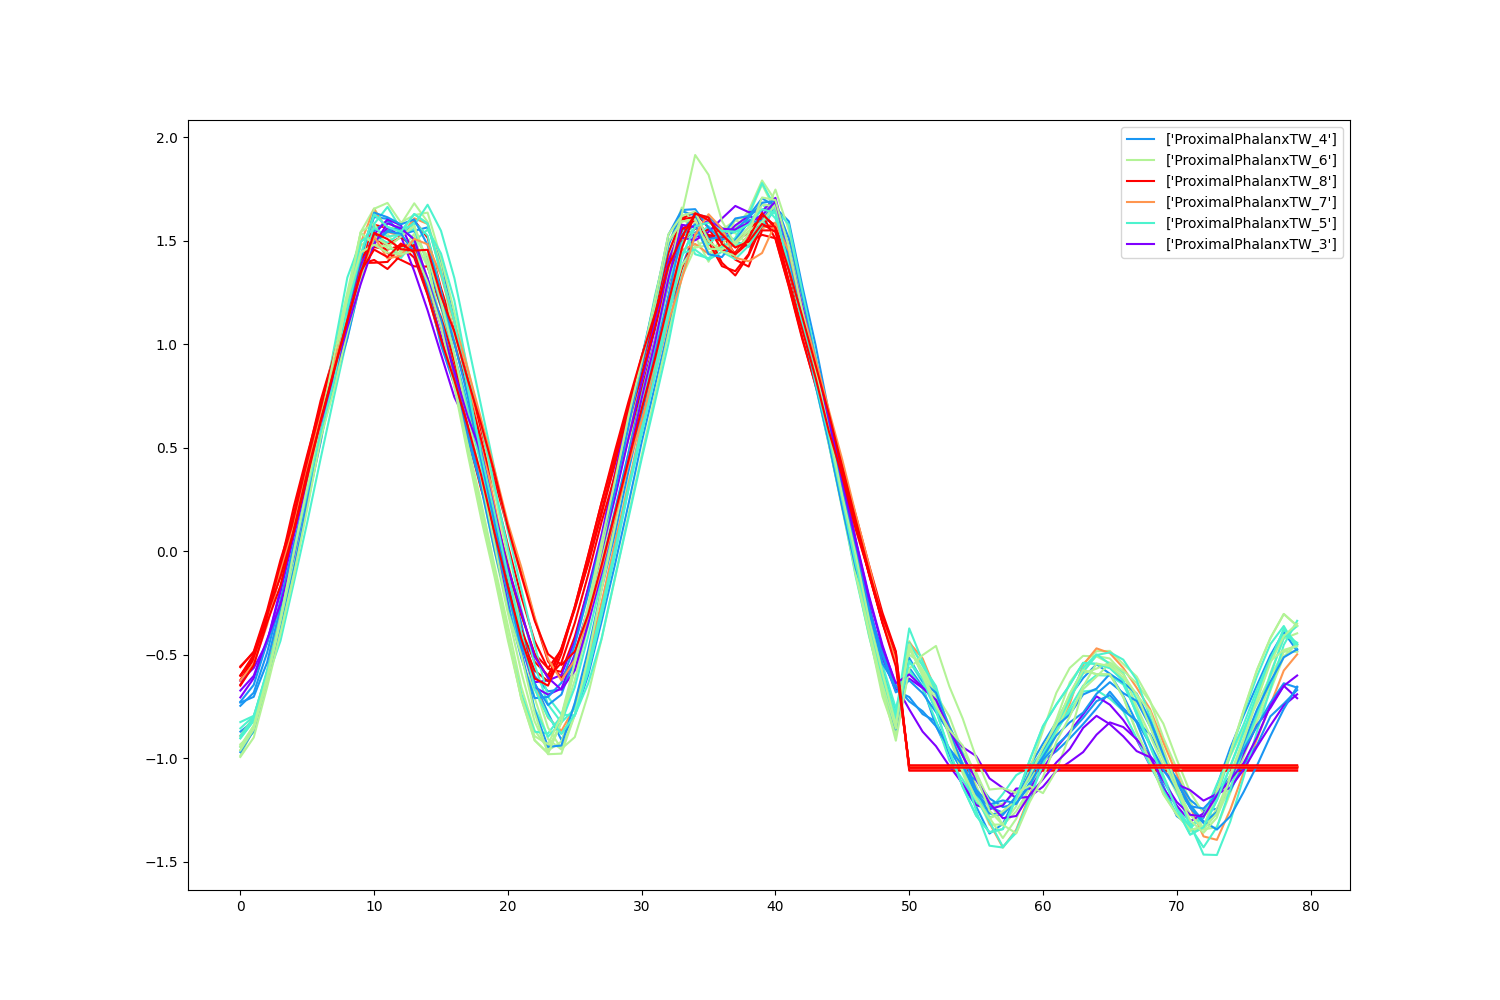 2.0
1.5
1.0
0.5
0.0
−0.5
−1.0
−1.5
0 10 20 30 40 50 60 70 80
['ProximalPhalanxTW_4']
['ProximalPhalanxTW_6']
['ProximalPhalanxTW_8']
['ProximalPhalanxTW_7']
['ProximalPhalanxTW_5']
['ProximalPhalanxTW_3']